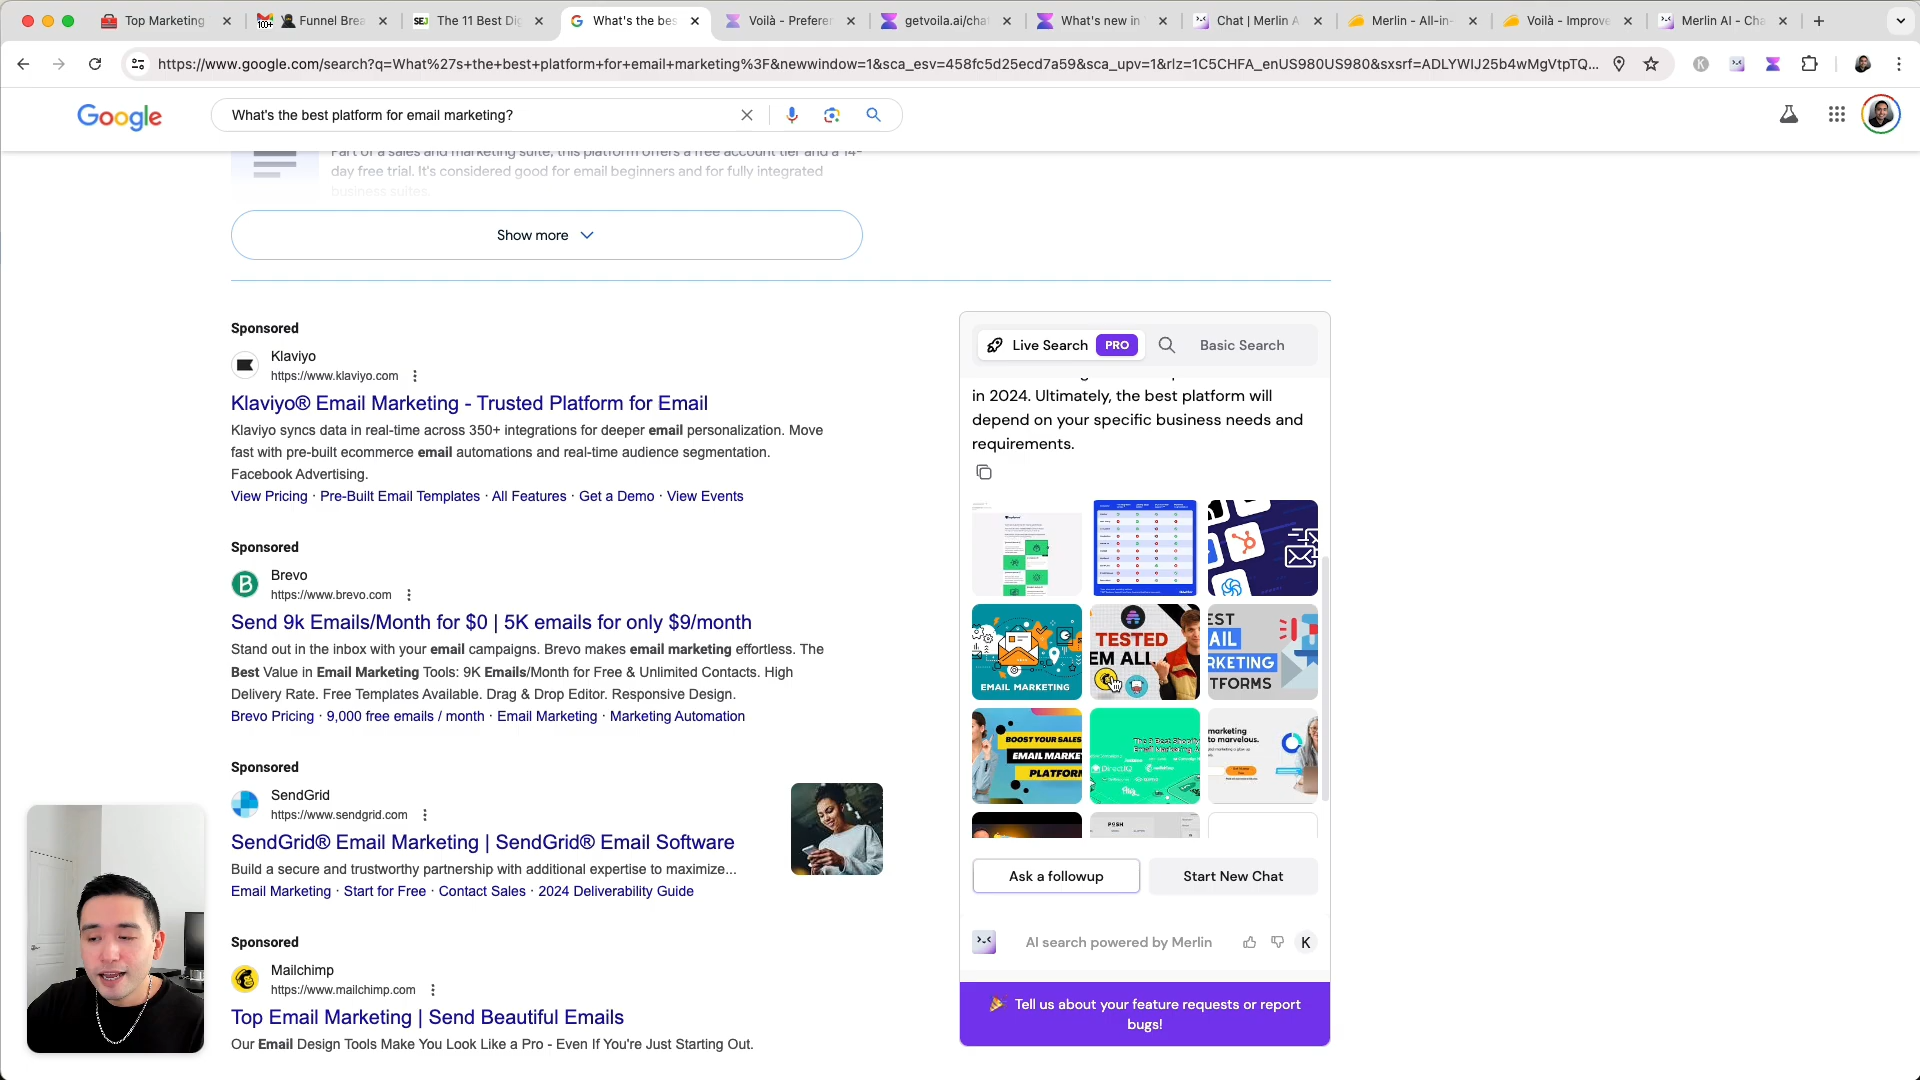 Top Marketing
Funnel Brea
The 11 Best Di
What's the bes
Voilà - Preferen
getvoila.ai/cha
What's new in
Chat | Merlin A
Merlin - All-in-
Voilà - Improve
Merlin AI - Cha
https://www.google.com/search?q=What%27s+the+best+platform+for+email+marketing%3F&newwindow=1&sca_esv=458fc5d25ecd7a59&sca_upv=1&rlz=1C5CHFA_enUS980US980&sxsrf=ADLYWIJ25b4wMgVtpTQ...
Google
What's the best platform for email marketing?
Part of a sales and marketing suite, this platform offers a free account tier and a 14-
day free trial. It's considered good for email beginners and for fully integrated
business suites.
Show more
Sponsored
Klaviyo
https://www.klaviyo.com
Klaviyo® Email Marketing - Trusted Platform for Email
Klaviyo syncs data in real-time across 350+ integrations for deeper email personalization. Move
fast with pre-built ecommerce email automations and real-time audience segmentation.
Facebook Advertising.
View Pricing · Pre-Built Email Templates · All Features · Get a Demo · View Events
Sponsored
Brevo
https://www.brevo.com
Send 9k Emails/Month for $0 | 5K emails for only $9/month
Stand out in the inbox with your email campaigns. Brevo makes email marketing effortless. The
Best Value in Email Marketing Tools: 9K Emails/Month for Free & Unlimited Contacts. High
Delivery Rate. Free Templates Available. Drag & Drop Editor. Responsive Design.
Brevo Pricing · 9,000 free emails / month · Email Marketing · Marketing Automation
Sponsored
SendGrid
https://www.sendgrid.com
SendGrid® Email Marketing | SendGrid® Email Software
Build a secure and trustworthy partnership with additional expertise to maximize...
Email Marketing · Start for Free · Contact Sales · 2024 Deliverability Guide
Sponsored
Mailchimp
https://www.mailchimp.com
Top Email Marketing | Send Beautiful Emails
Our Email Design Tools Make You Look Like a Pro - Even If You're Just Starting Out.
Live Search PRO
Basic Search
in 2024. Ultimately, the best platform will
depend on your specific business needs and
requirements.
EMAIL MARKETING
TESTED
EM ALL
EST
AIL
RKETING
TFORMS
BOOST YOUR SALES
EMAIL MARKE
PLATFOR
The 8 Best Shopify
Email Marketing
DirectIQ
marketing
to marvelous.
POSH
Ask a followup
Start New Chat
AI search powered by Merlin
K
Tell us about your feature requests or report
bugs!